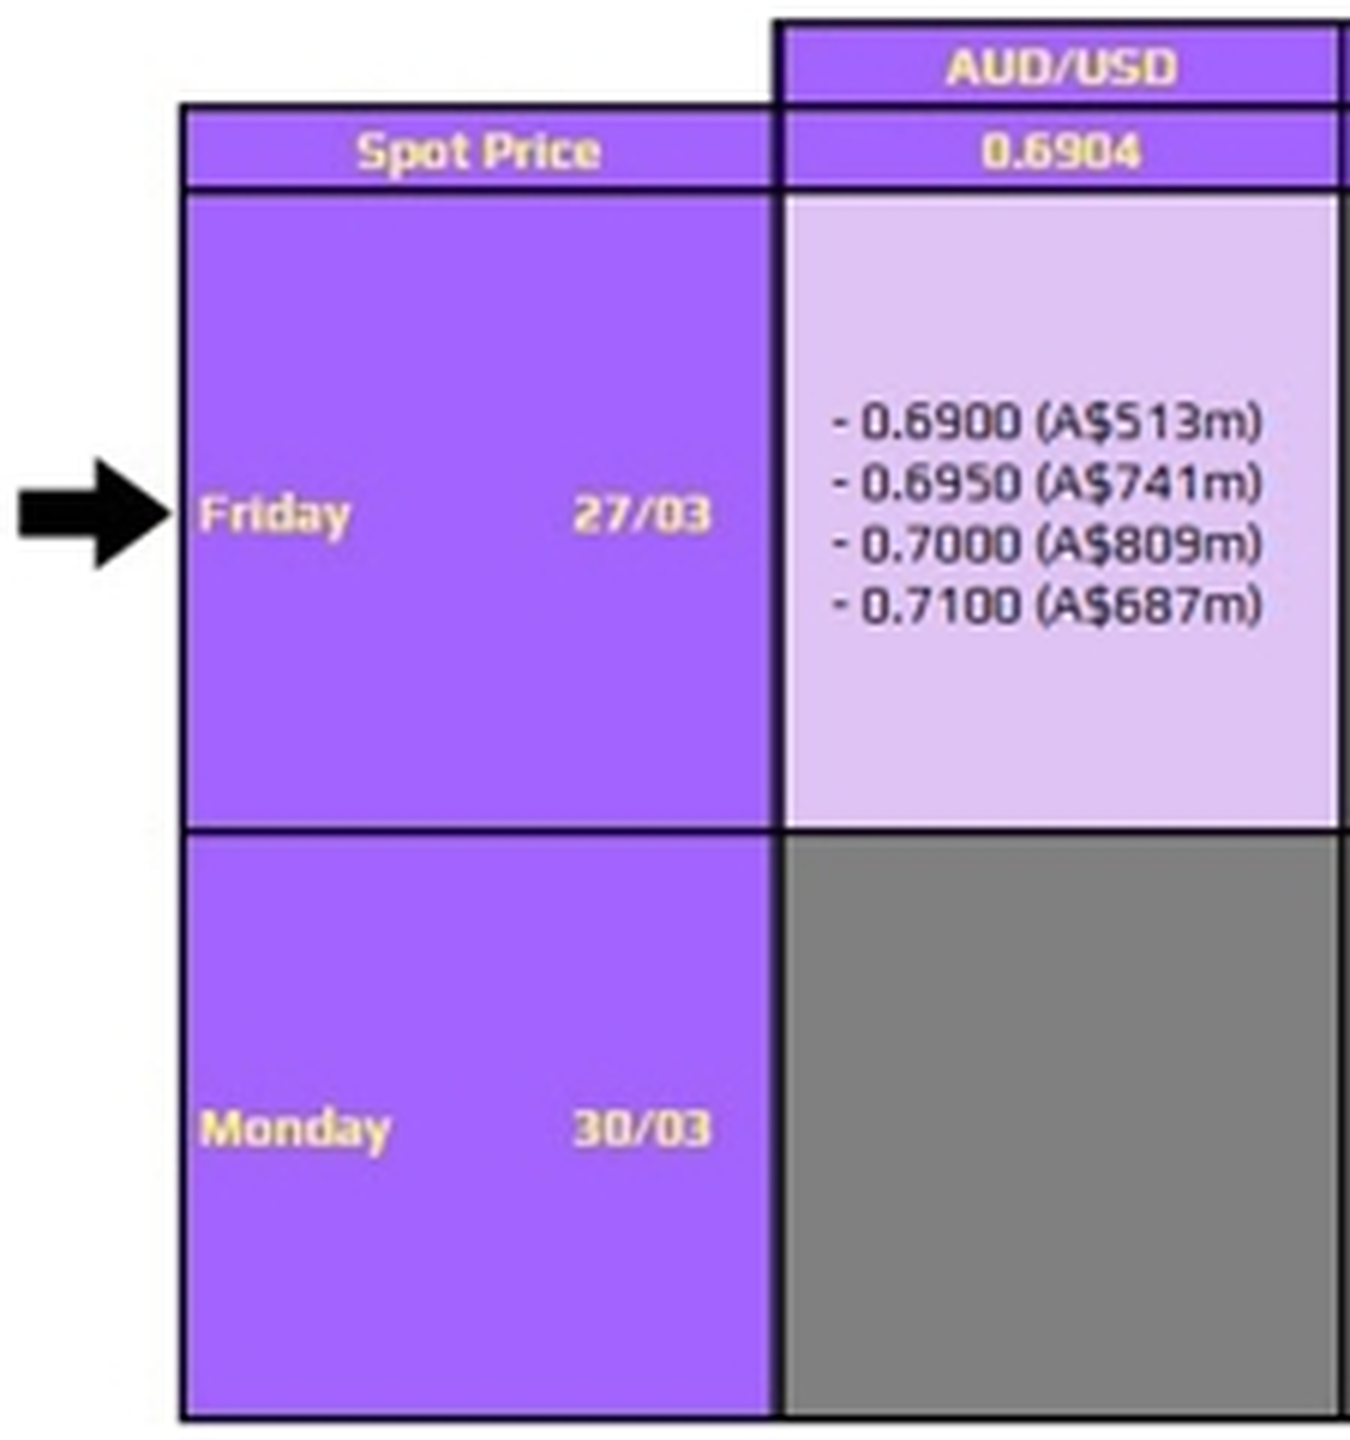 AUD/USD
Spot Price 0.6904
Friday 27/03
- 0.6900 (A$513m)
- 0.6950 (A$741m)
- 0.7000 (A$809m)
- 0.7100 (A$687m)
Monday 30/03